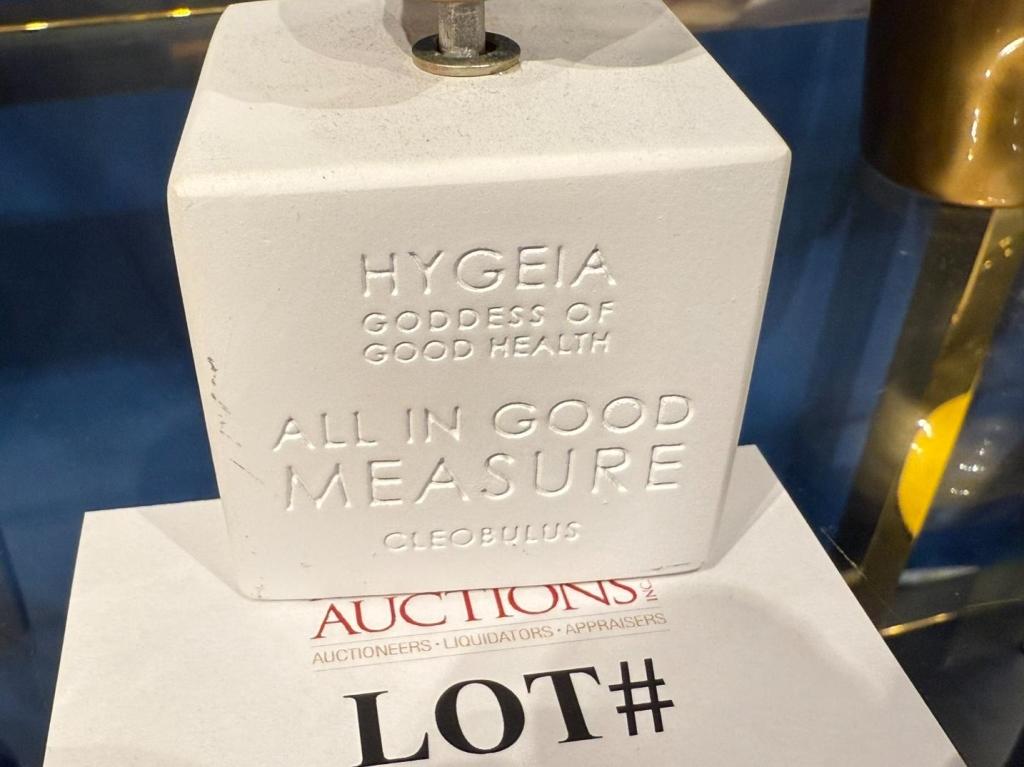 HYGEIA
GODDESS OF
GOOD HEALTH
ALL IN GOOD
MEASURE
CLEOBULUS
AUCTIONS INC
AUCTIONEERS · LIQUIDATORS · APPRAISERS
LOT#